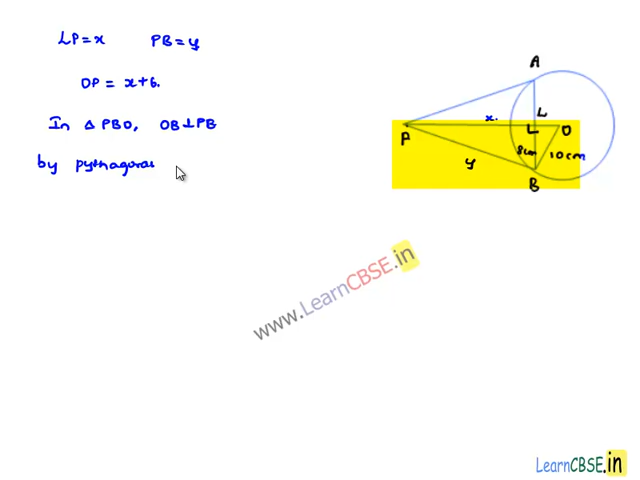 LP = x PB = y
OP = x+6.
In △ PBO, OB ⊥ PB
by pythagoras
A
L
x.
P
O
8cm
10cm
y
B
www.LearnCBSE.in
LearnCBSE.in